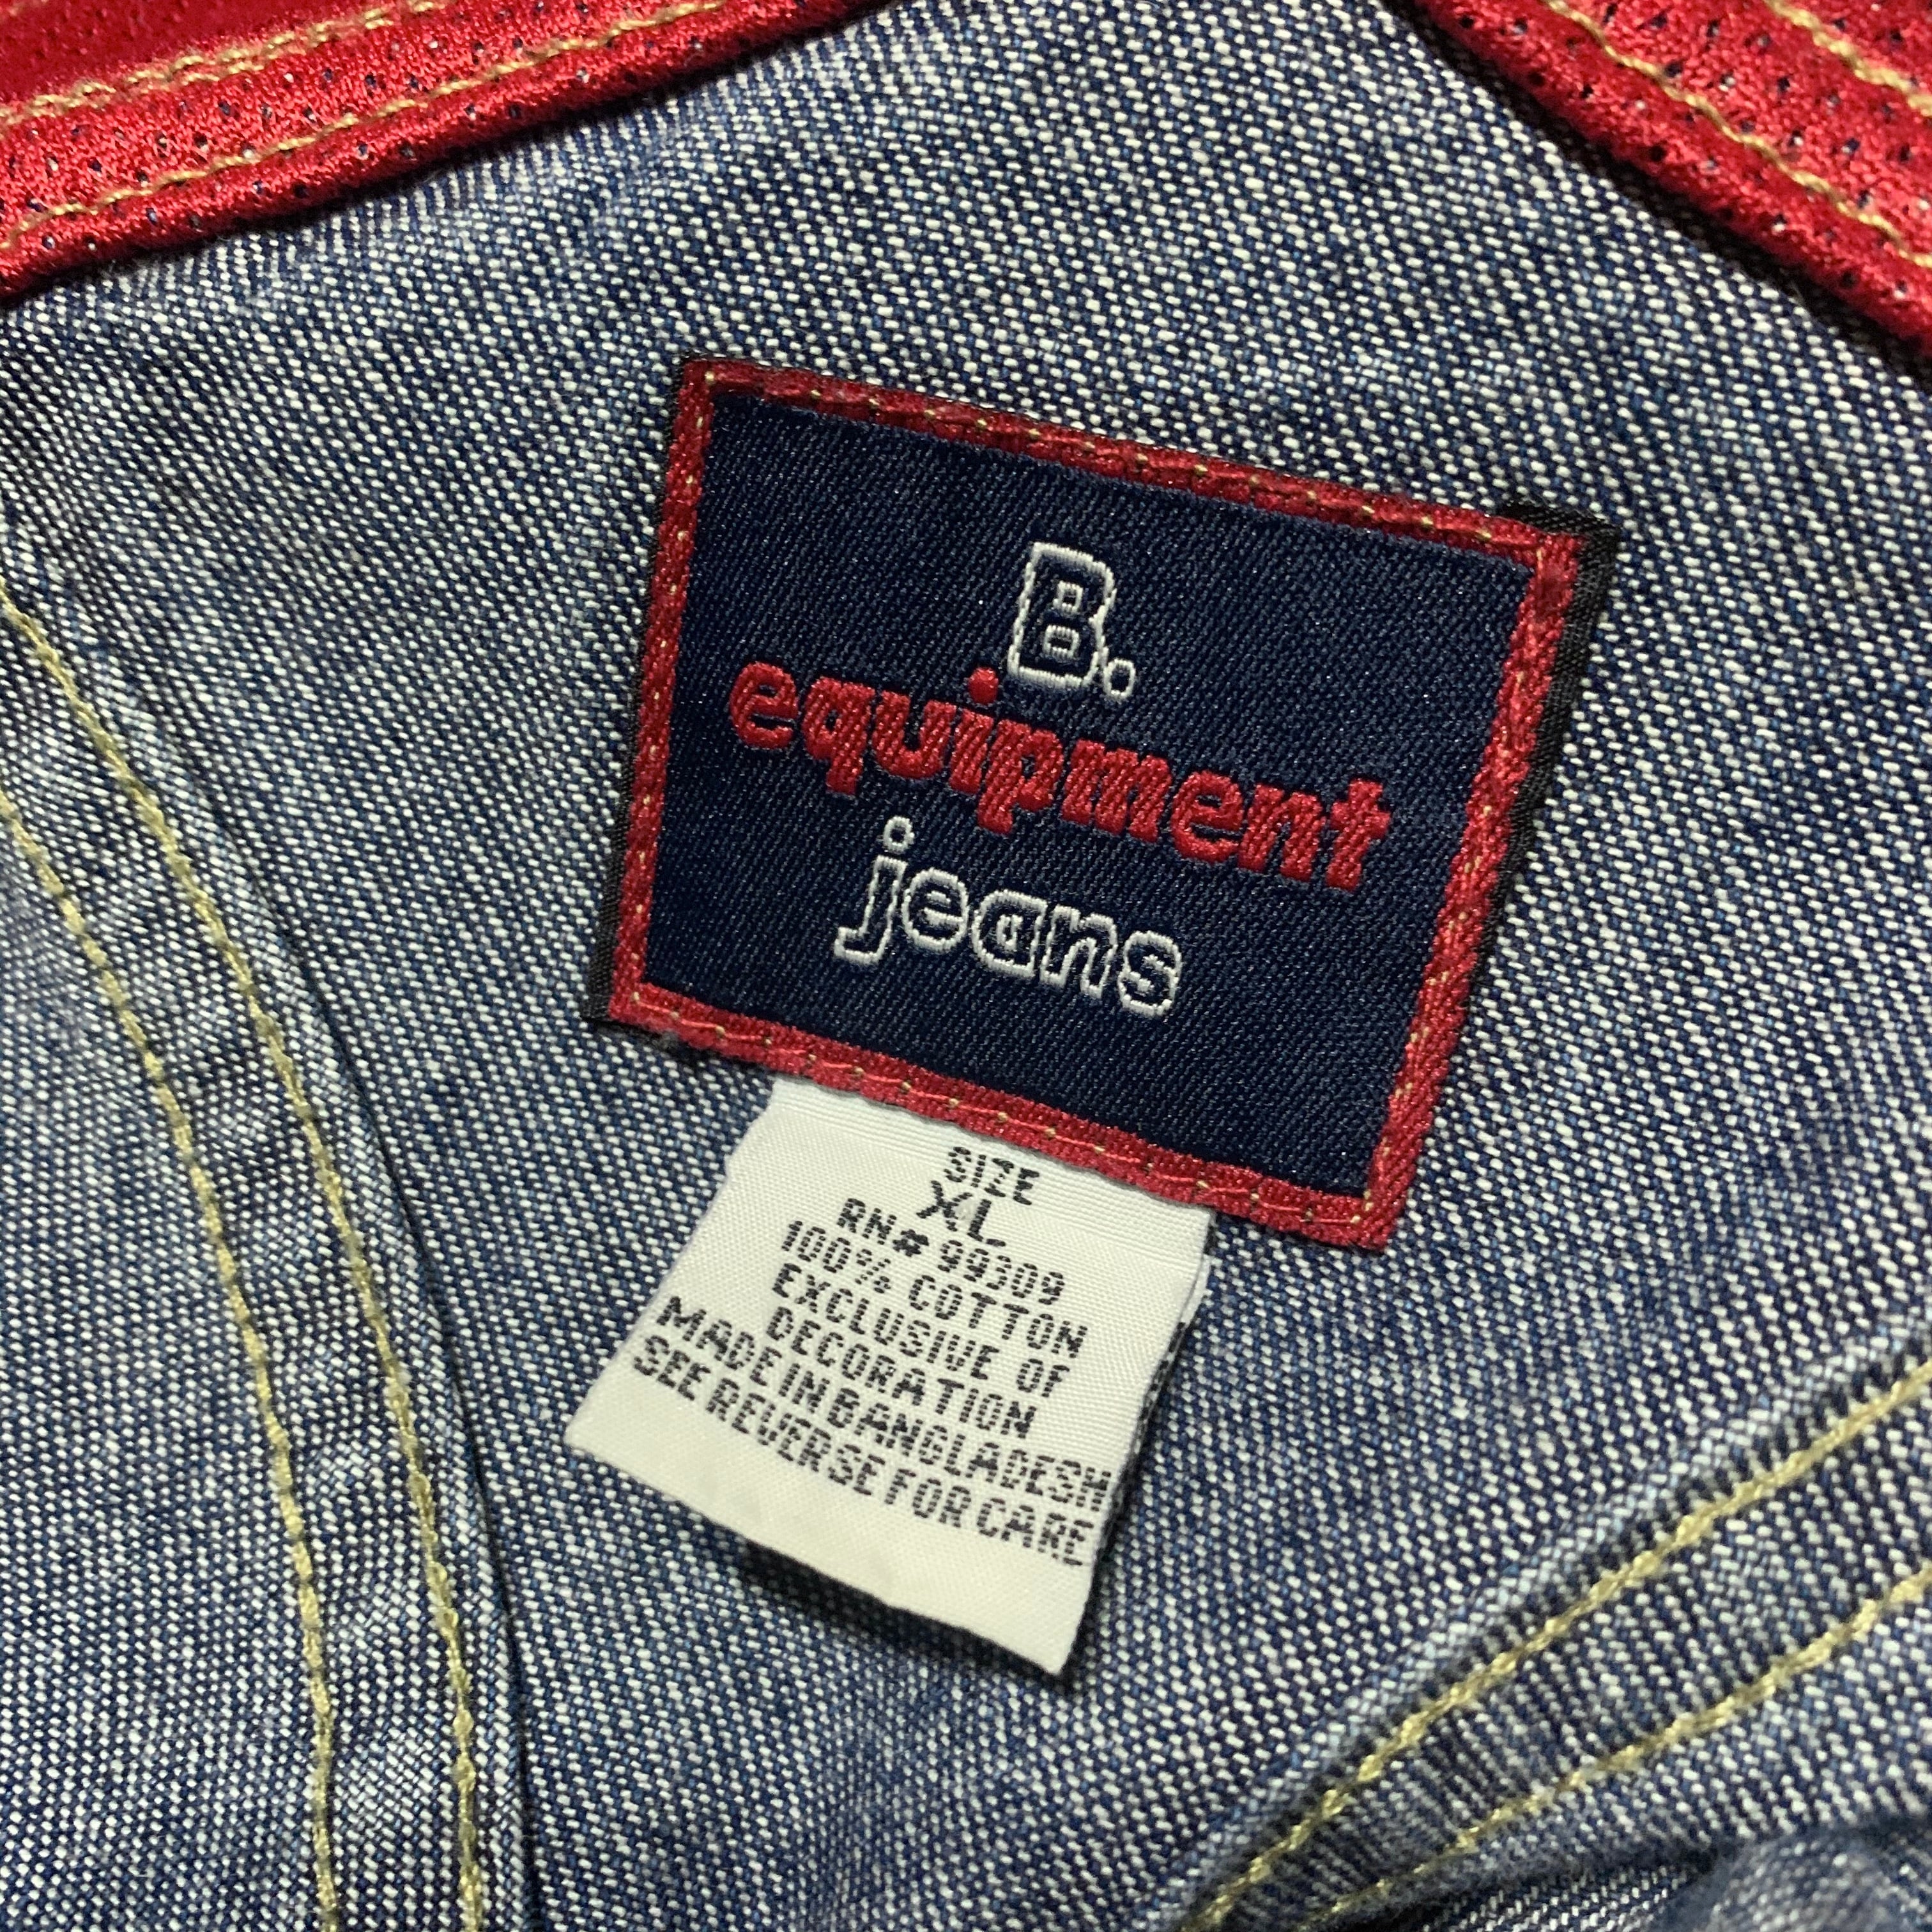 B.
equipment
jeans
SIZE
XL
RN# 99309
100% COTTON
EXCLUSIVE OF
DECORATION
MADE IN BANGLADESH
SEE REVERSE FOR CARE